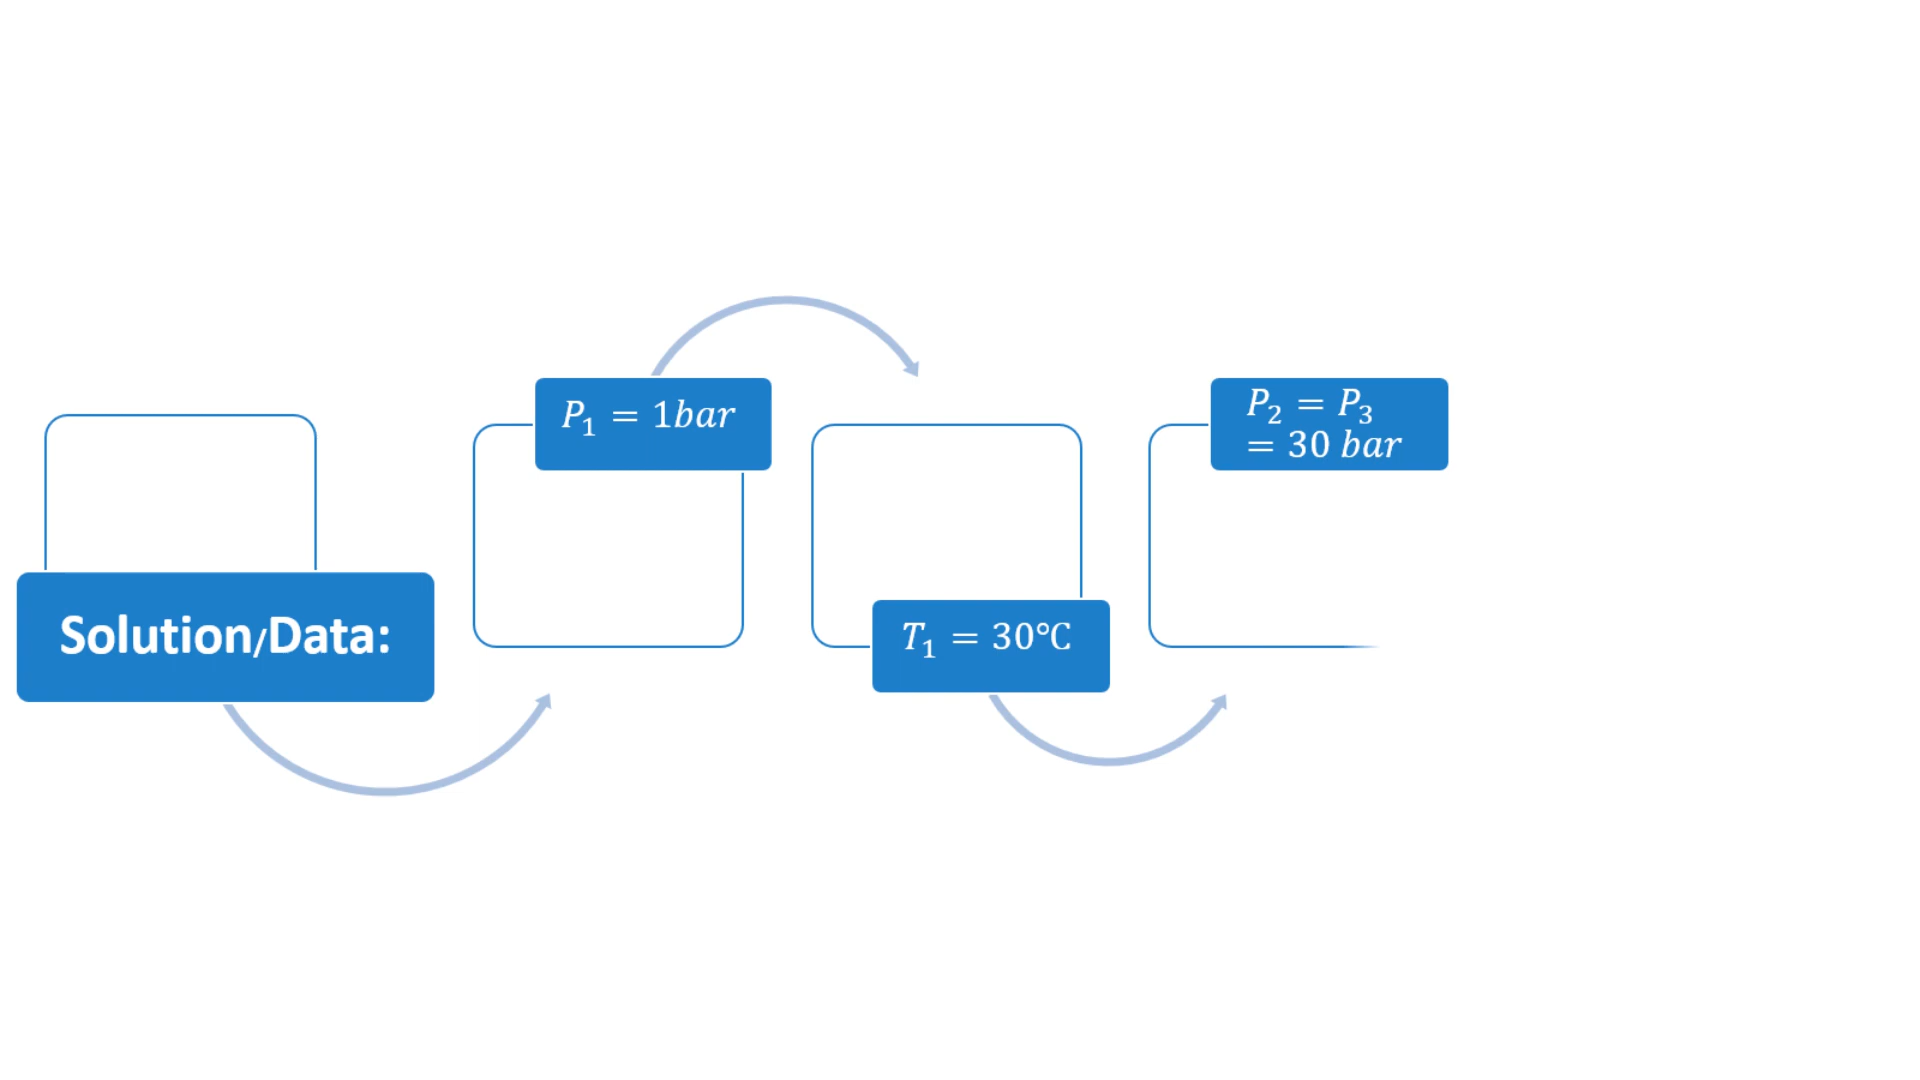 Solution/Data:
P₁ = 1bar
T₁ = 30℃
P₂ = P₃
= 30 bar